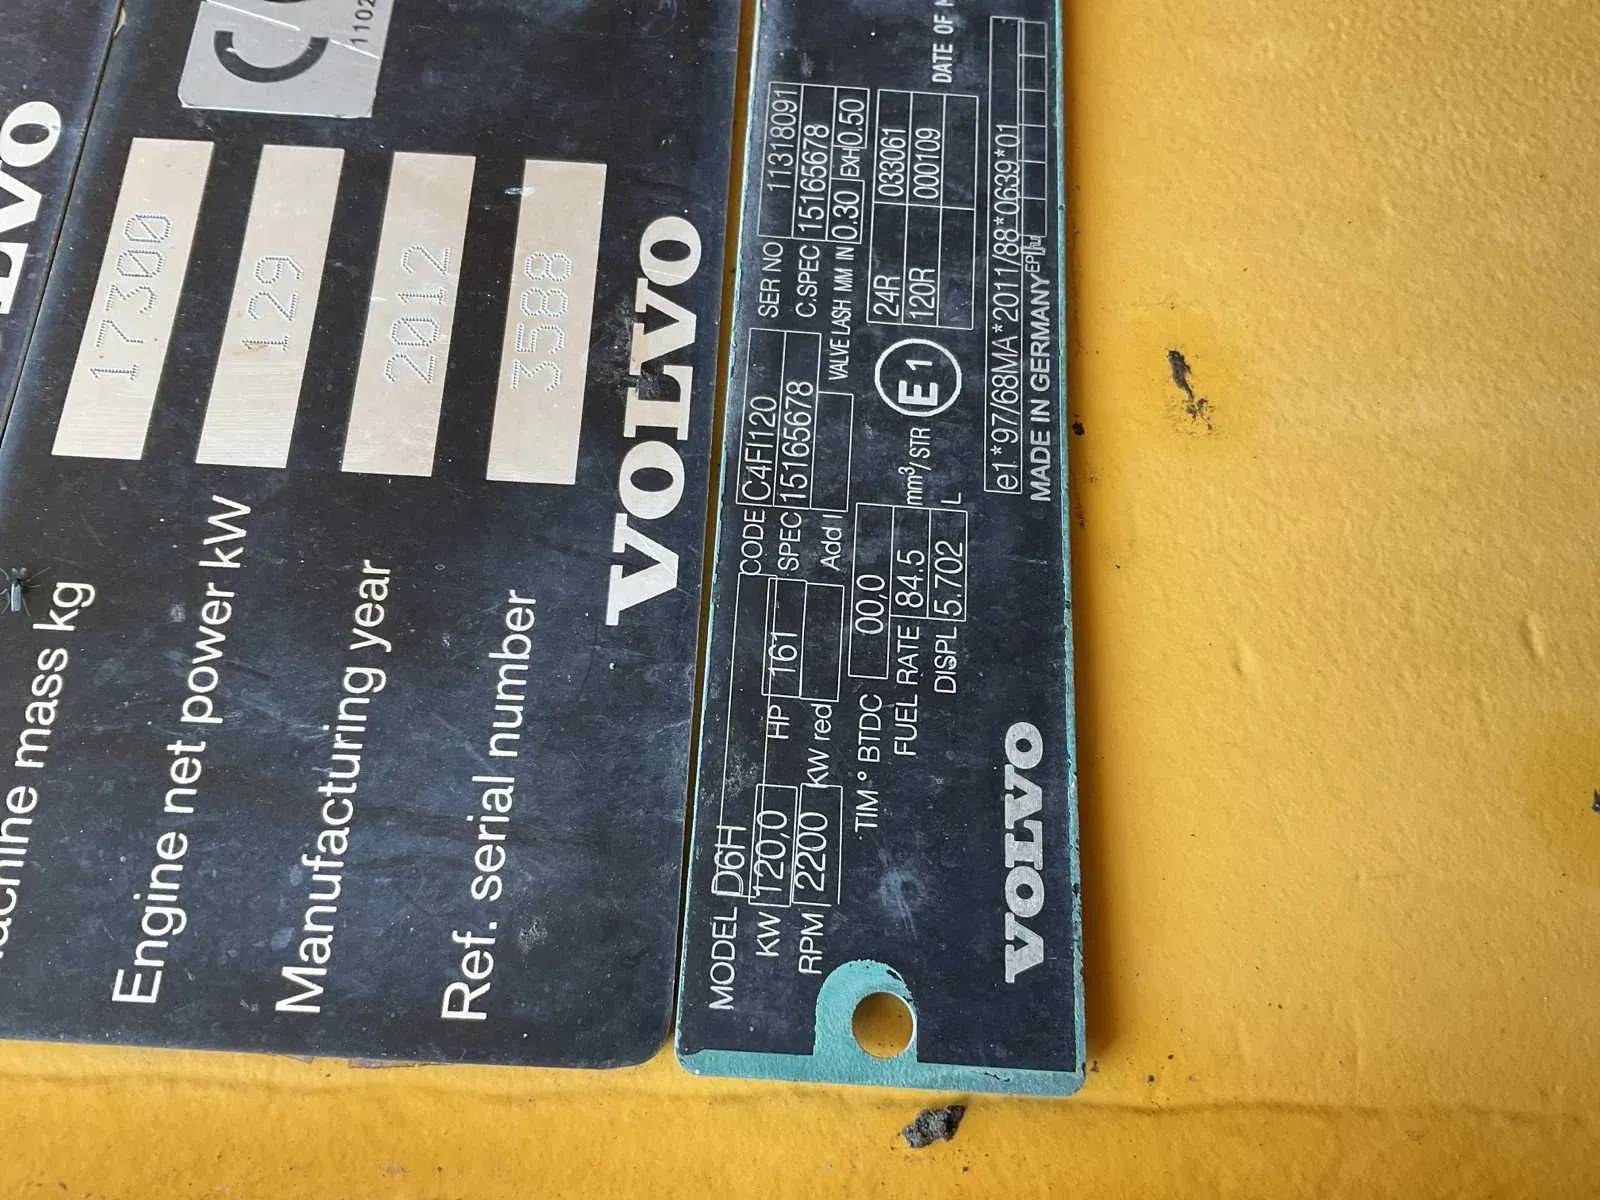 VOLVO
CE
1102
Machine mass kg 17300
Engine net power kW 129
Manufacturing year 2012
Ref. serial number 3588
VOLVO
MODEL D6H CODE C4FI120 SER NO 11318091
KW 120,0 HP 161 SPEC 15165678 C.SPEC 15165678
RPM 2200 KW red Add I VALVE LASH MM IN 0.30 EXH 0.50
TIM° BTDC 00,0 24R 033061
FUEL RATE 84.5 mm³/STR E1 120R 000109
DISPL 5.702 L DATE OF
e1*97/68MA*2011/88*0639*01
VOLVO MADE IN GERMANY